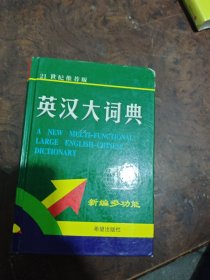 21世纪推荐版
英汉大词典
A NEW MULTI-FUNCTIONAL
LARGE ENGLISH-CHINESE
DICTIONARY
新编多功能
希望出版社